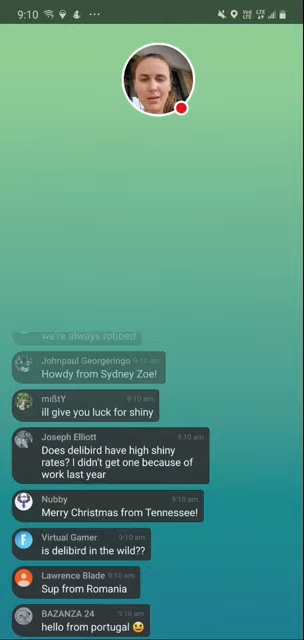 9:10
we're always robbed
Johnpaul Georgeringo 9:10 am
Howdy from Sydney Zoe!
mißtY 9:10 am
ill give you luck for shiny
Joseph Elliott 9:10 am
Does delibird have high shiny
rates? I didn't get one because of
work last year
Nubby 9:10 am
Merry Christmas from Tennessee!
Virtual Gamer 9:10 am
is delibird in the wild??
Lawrence Blade 9:10 am
Sup from Romania
BAZANZA 24 9:10 am
hello from portugal 😃